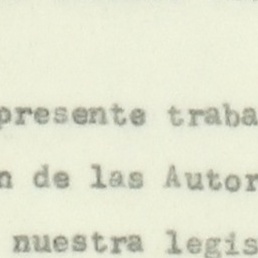 presente traba
n de las Autor
nuestra legis